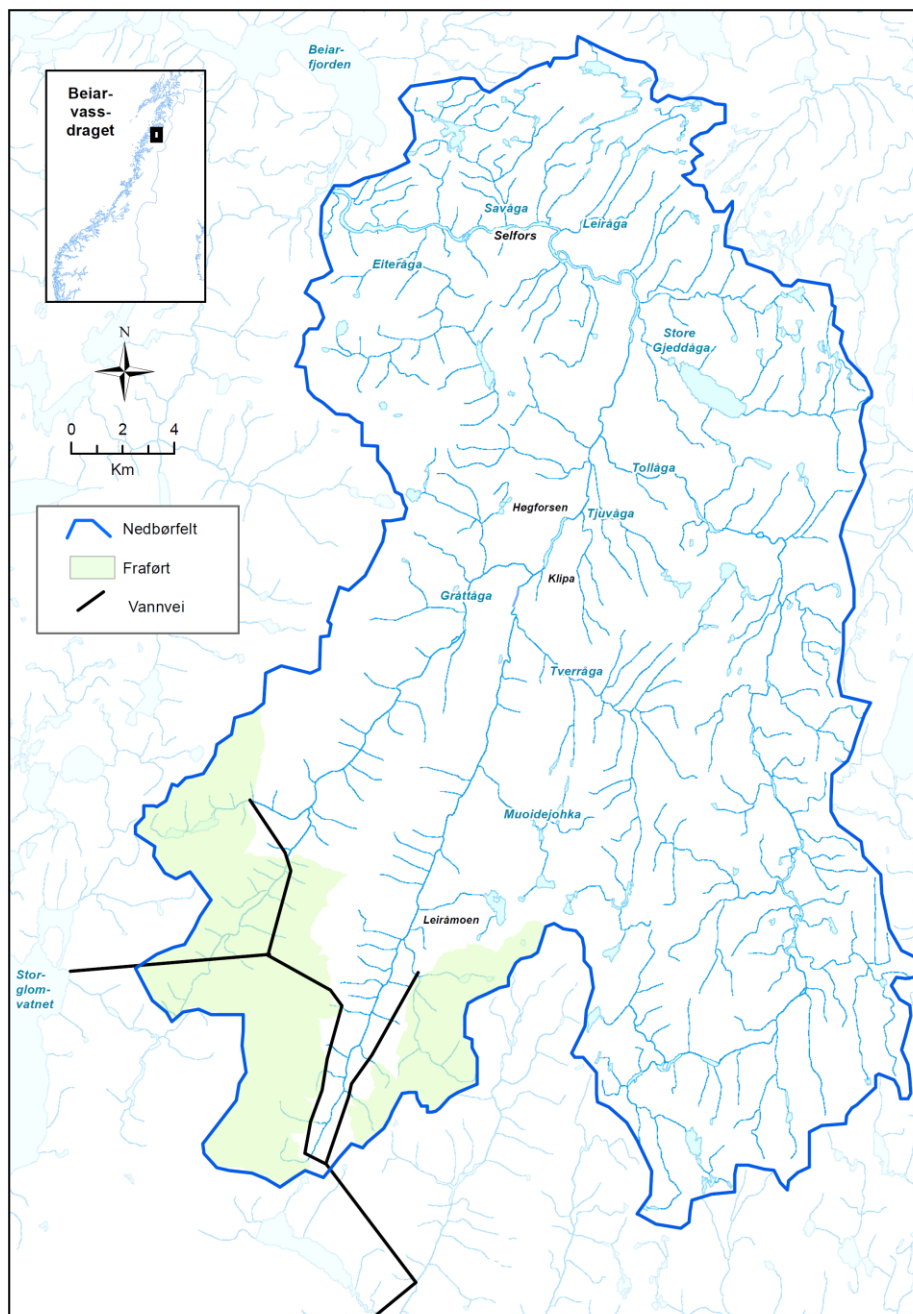 Beiar-
fjorden
Beiar-
vass-
draget
Savåga
Leiråga
Selfors
Eiteråga
N
Store
Gjeddåga
0 2 4
Km
Tollåga
Høgforsen
Tjuvåga
Nedbørfelt
Fraført
Vannvei
Klipa
Gråttåga
Tverråga
Muoidejohka
Leiråmoen
Stor-
glom-
vatnet